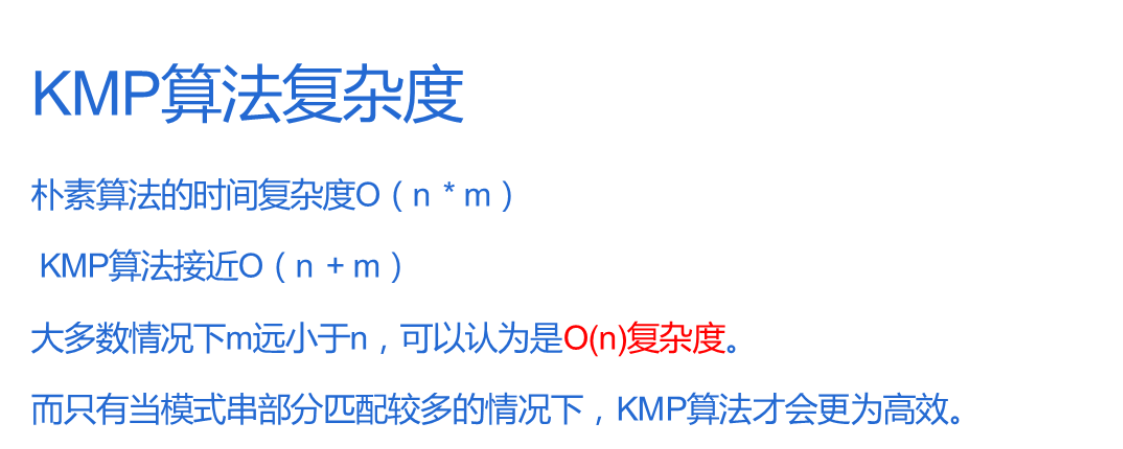 KMP算法复杂度
朴素算法的时间复杂度O（n * m）
KMP算法接近O（n + m）
大多数情况下m远小于n，可以认为是O(n)复杂度。
而只有当模式串部分匹配较多的情况下，KMP算法才会更为高效。